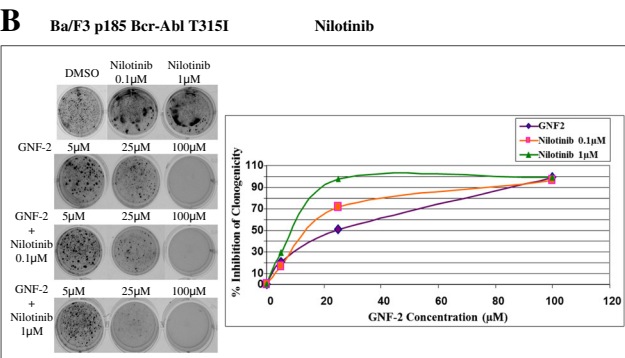 B Ba/F3 p185 Bcr-Abl T315I Nilotinib
DMSO Nilotinib 0.1µM Nilotinib 1µM
GNF-2 5µM 25µM 100µM
GNF-2 + Nilotinib 0.1µM 5µM 25µM 100µM
GNF-2 + Nilotinib 1µM 5µM 25µM 100µM
GNF2
Nilotinib 0.1µM
Nilotinib 1µM
% Inhibition of Clonogenicity
110
90
70
50
30
10
0
0 20 40 60 80 100 120
GNF-2 Concentration (µM)